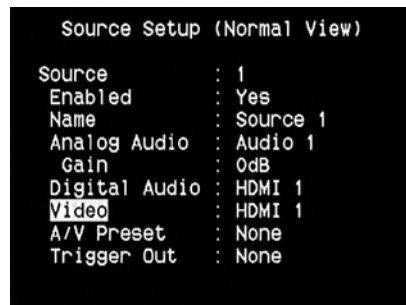 Source Setup (Normal View)
Source : 1
Enabled : Yes
Name : Source 1
Analog Audio : Audio 1
Gain : 0dB
Digital Audio : HDMI 1
Video : HDMI 1
A/V Preset : None
Trigger Out : None